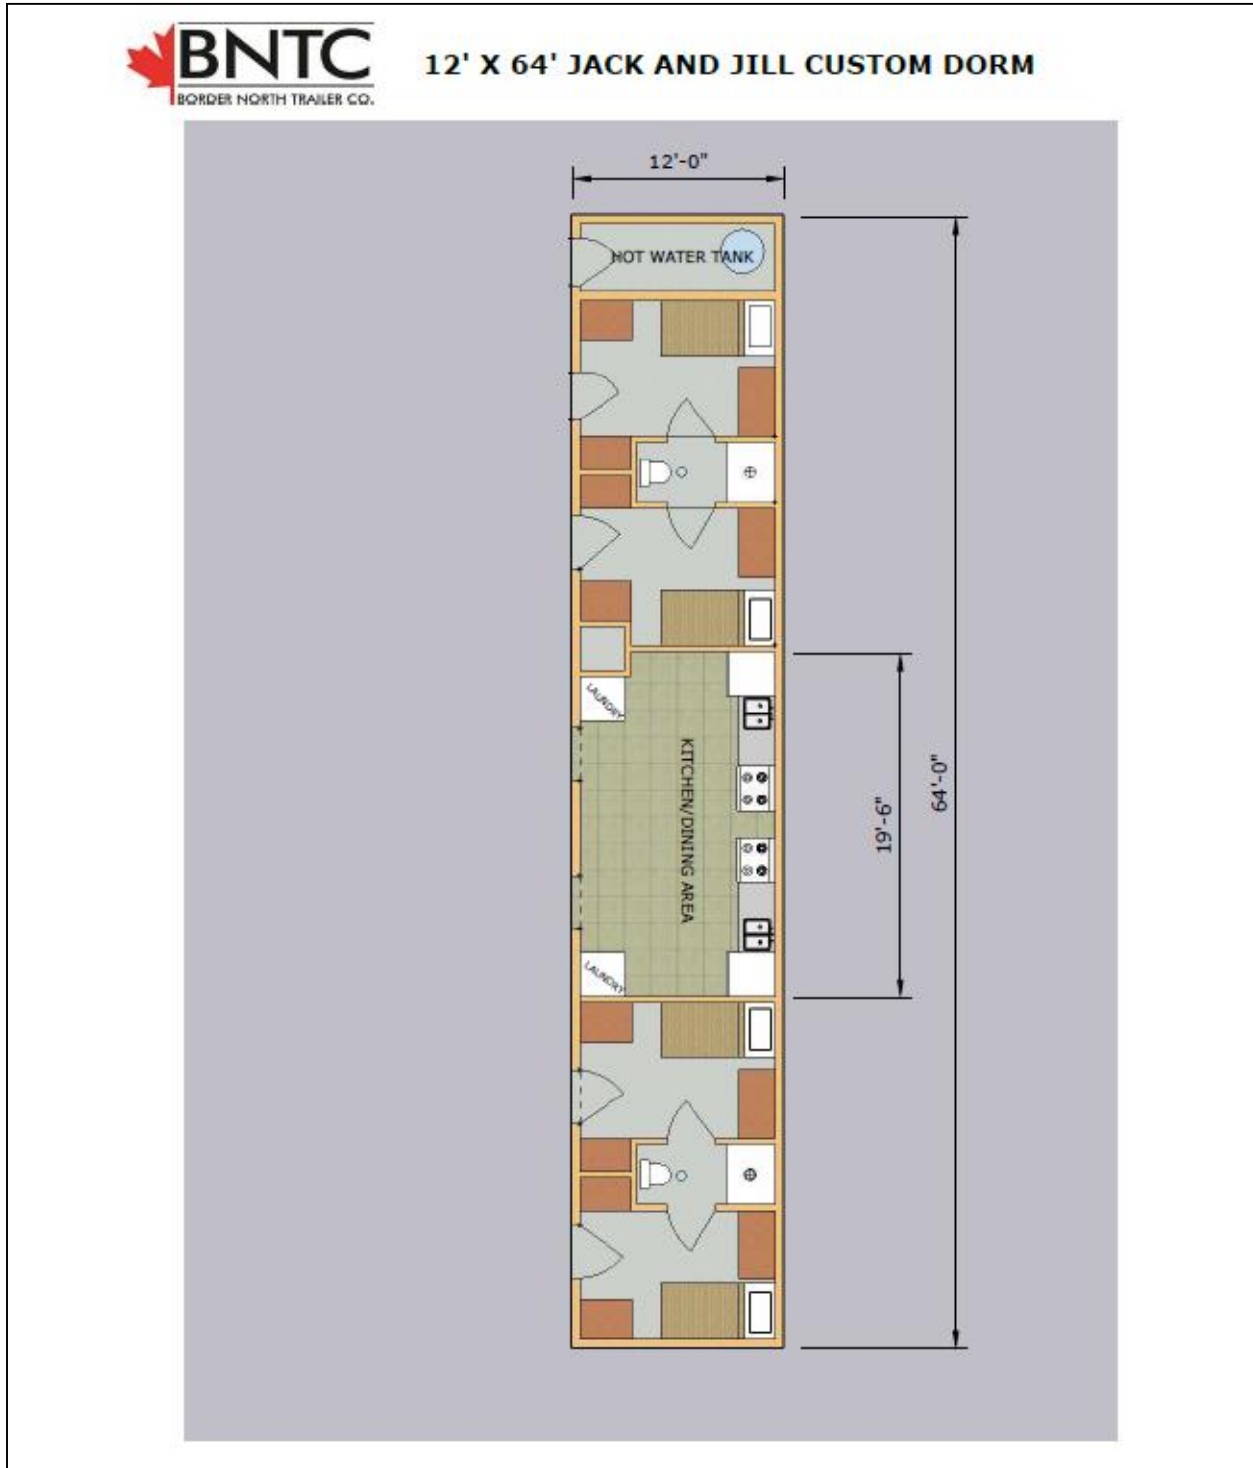 BNTC
BORDER NORTH TRAILER CO.
12' X 64' JACK AND JILL CUSTOM DORM
12'-0"
HOT WATER TANK
LAUNDRY
KITCHEN/DINING AREA
19'-6"
64'-0"
LAUNDRY